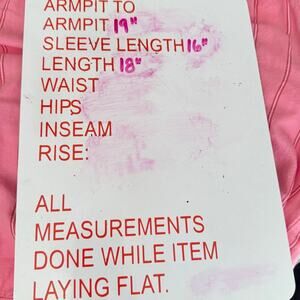 ARMPIT TO
ARMPIT 19"
SLEEVE LENGTH 16"
LENGTH 18"
WAIST
HIPS
INSEAM
RISE:
ALL
MEASUREMENTS
DONE WHILE ITEM
LAYING FLAT.